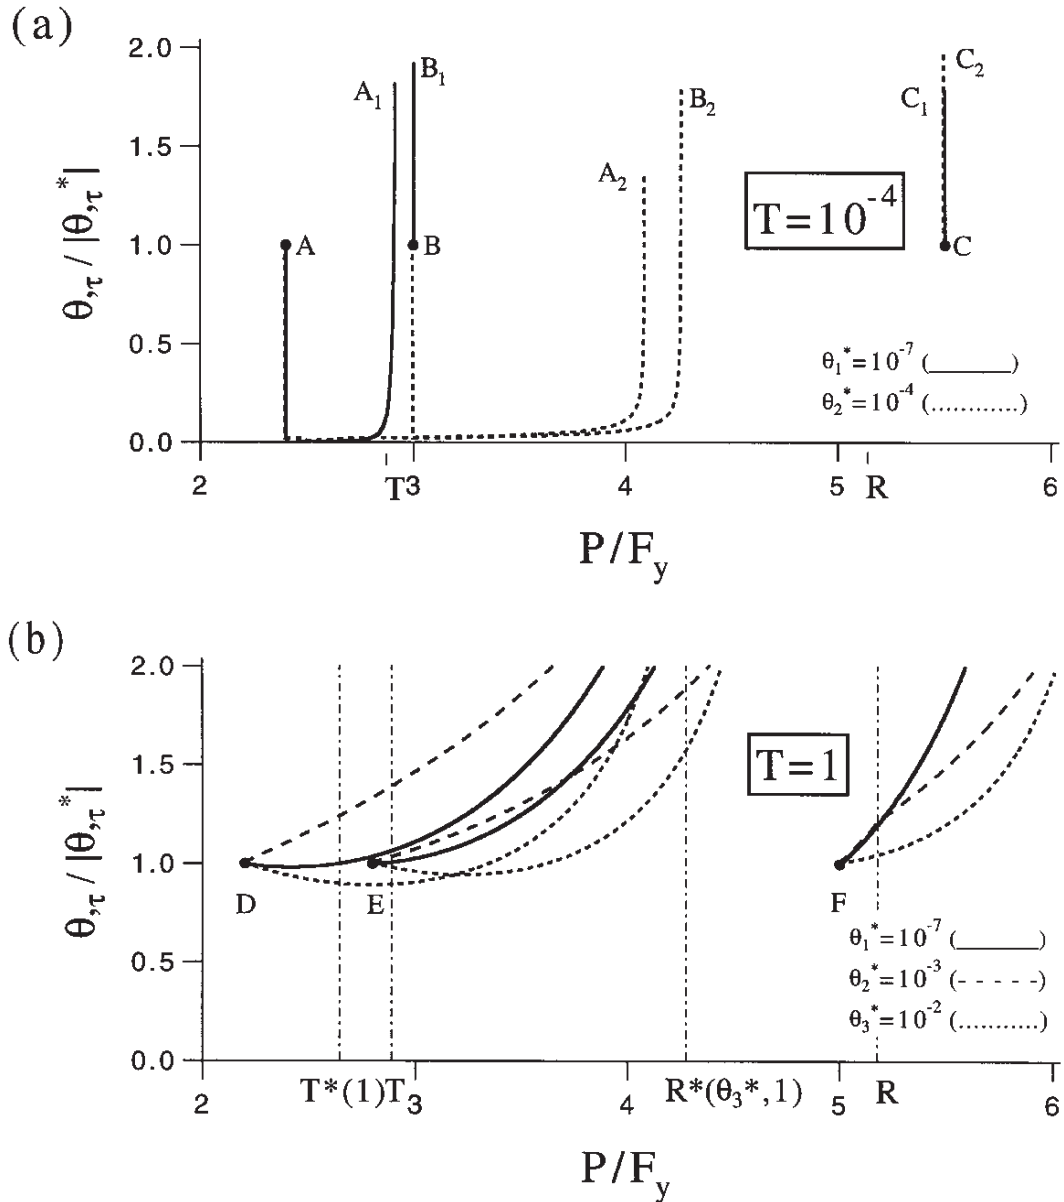 (a)
2.0
1.5
1.0
0.5
0.0
θ,τ / |θ,τ*|
A₁
B₁
A
B
A₂
B₂
C₁
C₂
C
T=10⁻⁴
θ₁*=10⁻⁷ (________)
θ₂*=10⁻⁴ (............)
2
T
3
4
5
R
6
P/Fy
(b)
2.0
1.5
1.0
0.5
0.0
θ,τ / |θ,τ*|
D
E
F
T=1
θ₁*=10⁻⁷ (________)
θ₂*=10⁻³ (- - - - -)
θ₃*=10⁻² (...........)
2
T*(1)
T
3
4
R*(θ₃*,1)
5
R
6
P/Fy